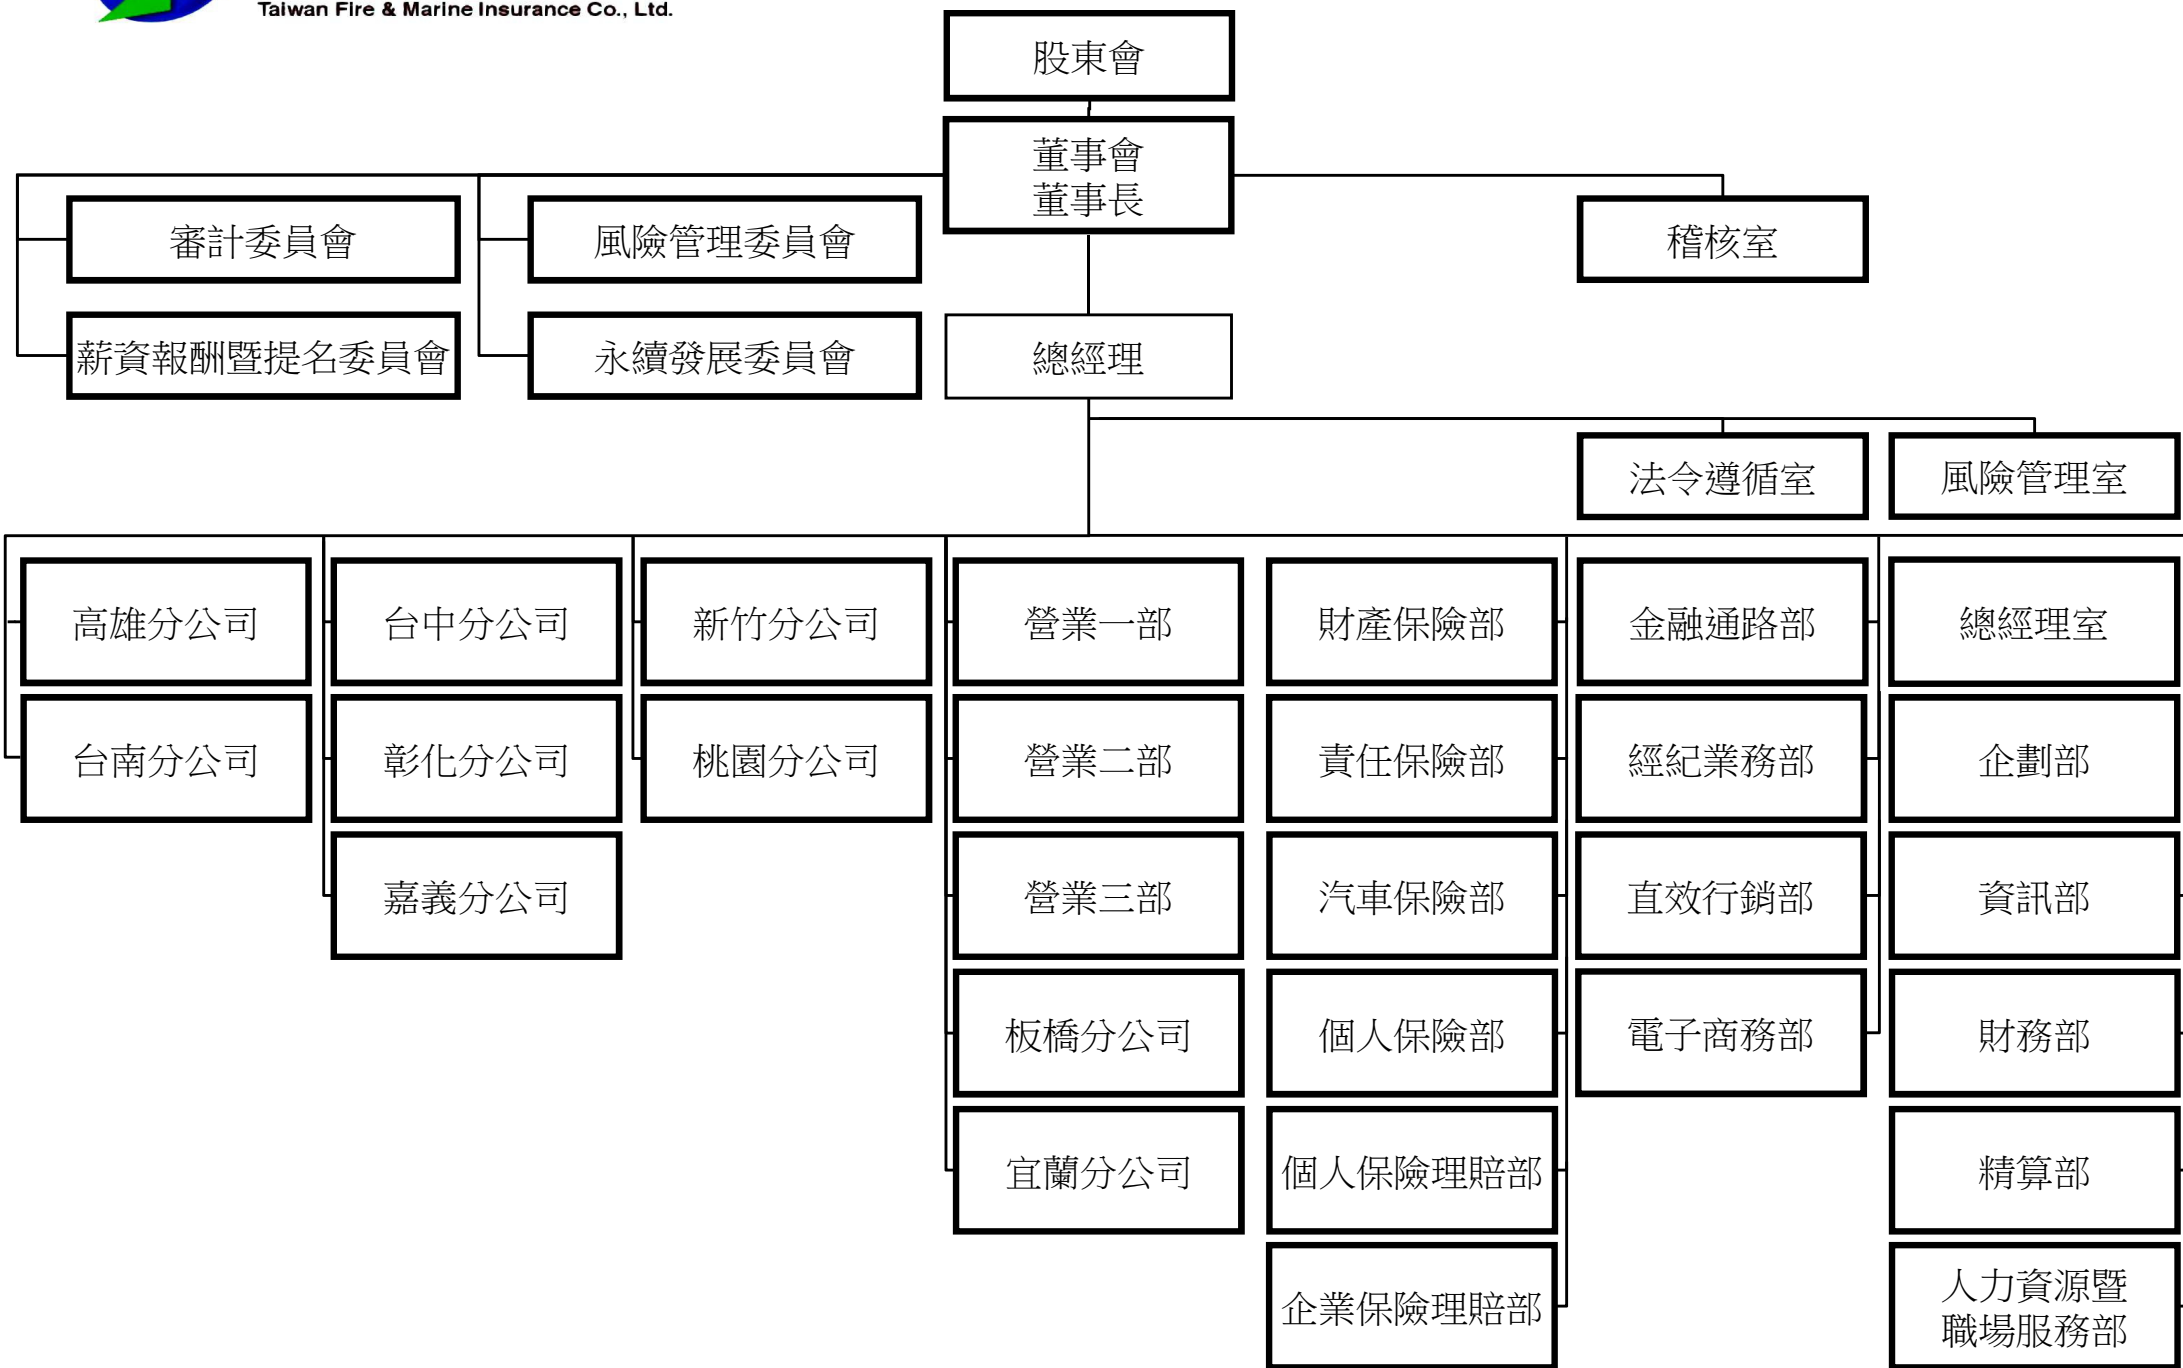 Taiwan Fire & Marine Insurance Co., Ltd.
股東會
董事會
董事長
審計委員會
風險管理委員會
稽核室
薪資報酬暨提名委員會
永續發展委員會
總經理
法令遵循室
風險管理室
高雄分公司
台中分公司
新竹分公司
營業一部
財產保險部
金融通路部
總經理室
台南分公司
彰化分公司
桃園分公司
營業二部
責任保險部
經紀業務部
企劃部
嘉義分公司
營業三部
汽車保險部
直效行銷部
資訊部
板橋分公司
個人保險部
電子商務部
財務部
宜蘭分公司
個人保險理賠部
精算部
企業保險理賠部
人力資源暨
職場服務部